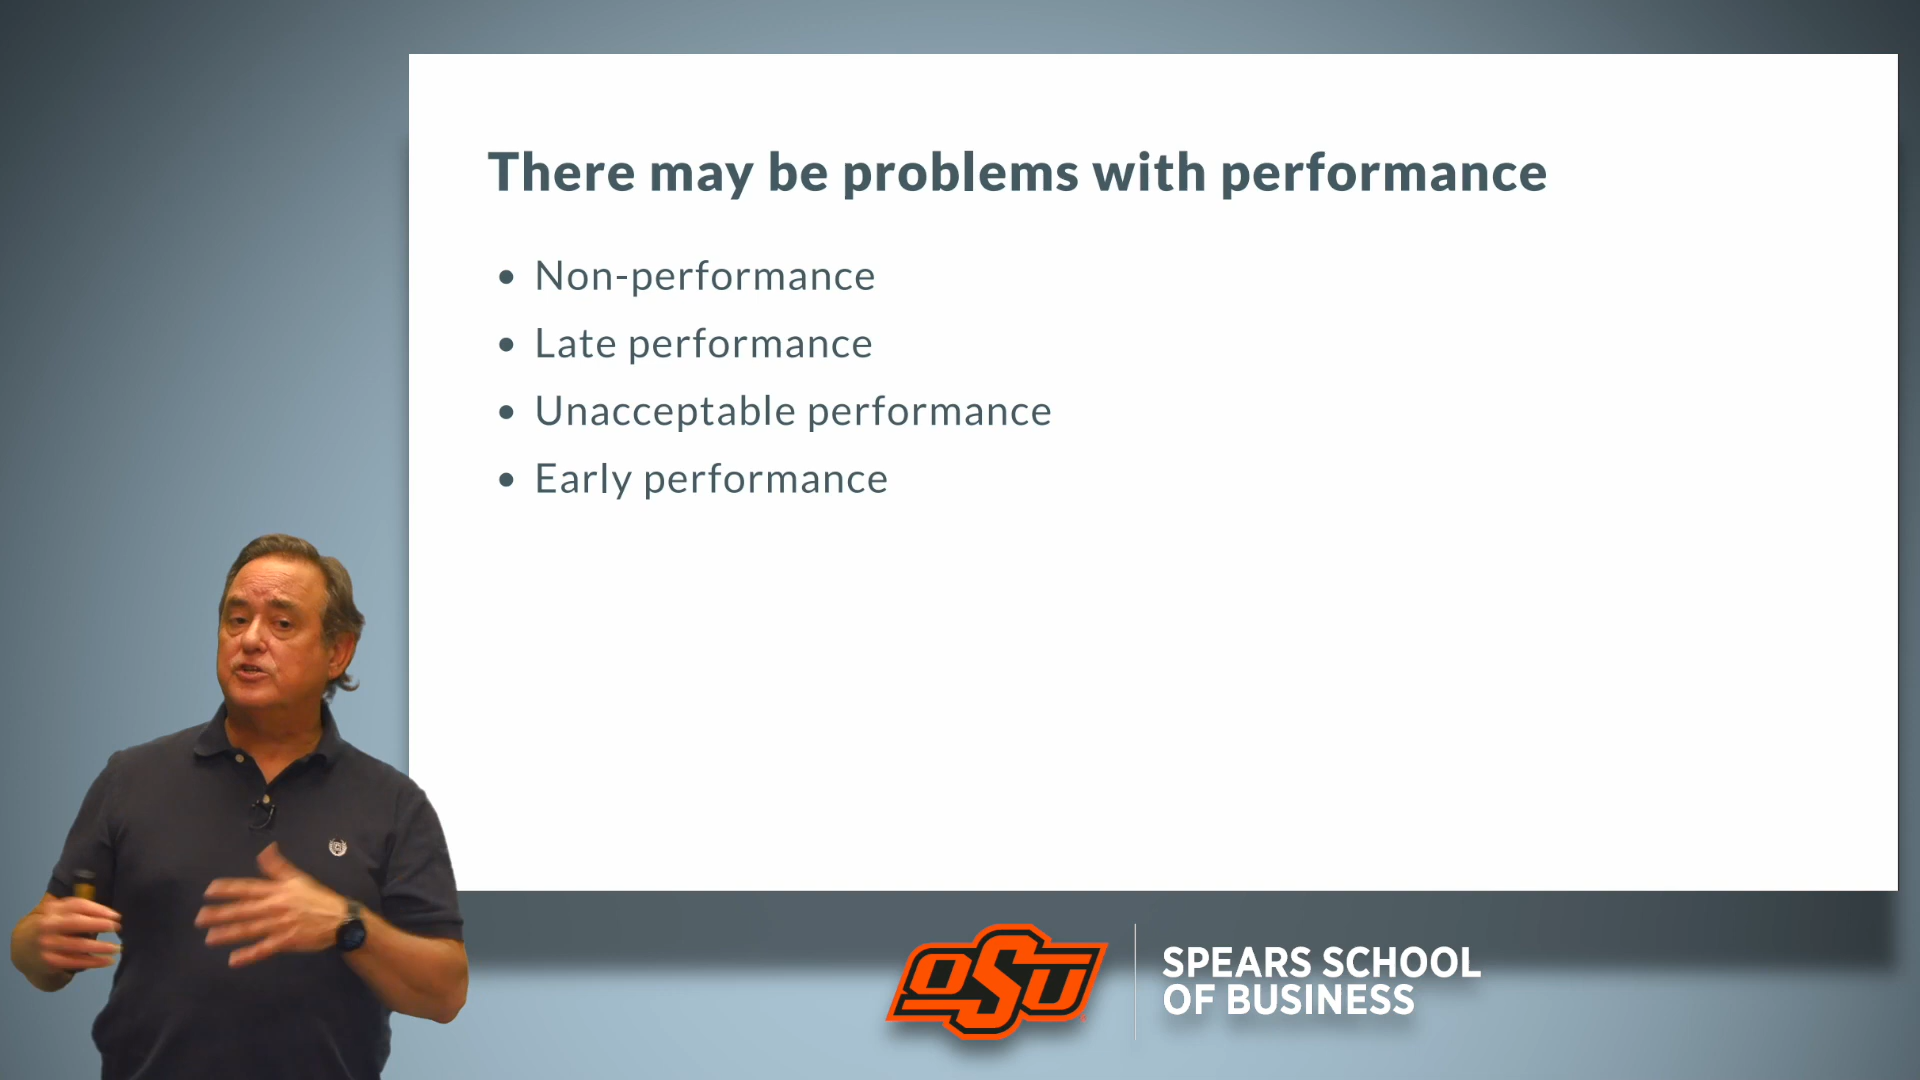 There may be problems with performance
• Non-performance
• Late performance
• Unacceptable performance
• Early performance
OSU
SPEARS SCHOOL
OF BUSINESS